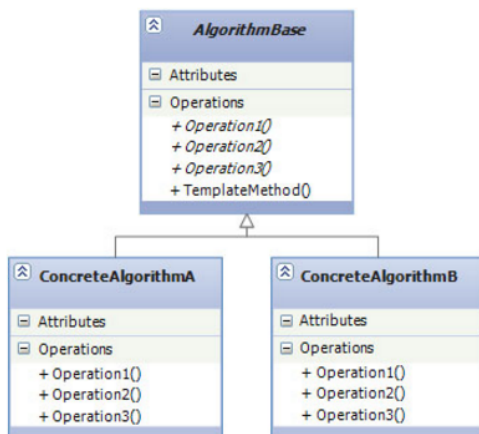 AlgorithmBase
Attributes
Operations
+ Operation1()
+ Operation2()
+ Operation3()
+ TemplateMethod()
ConcreteAlgorithmA
Attributes
Operations
+ Operation1()
+ Operation2()
+ Operation3()
ConcreteAlgorithmB
Attributes
Operations
+ Operation1()
+ Operation2()
+ Operation3()